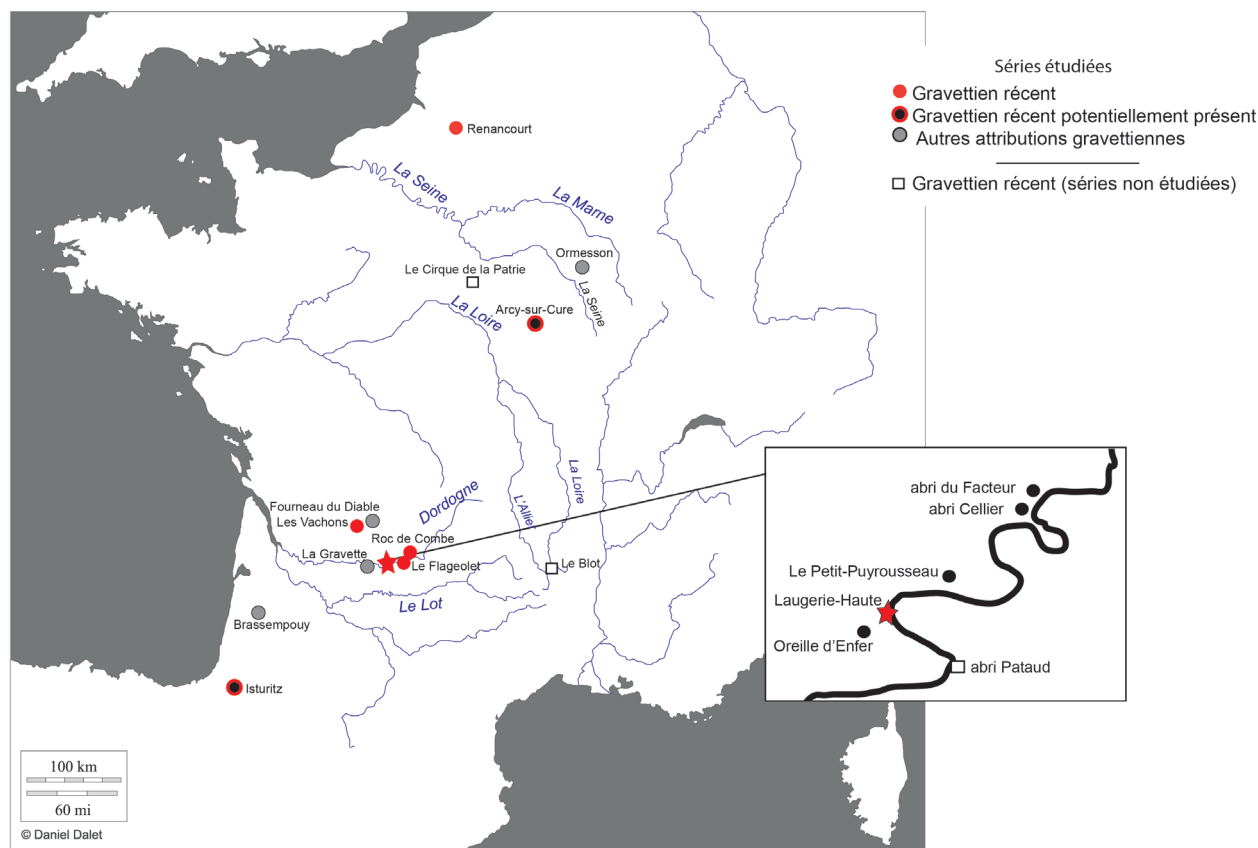 Séries étudiées
Gravettien récent
Gravettien récent potentiellement présent
Autres attributions gravettiennes
Gravettien récent (séries non étudiées)
Renancourt
La Seine
La Marne
Ormesson
Le Cirque de la Patrie
La Seine
Arcy-sur-Cure
La Loire
La Loire
L'Allier
Dordogne
Fourneau du Diable
Les Vachons
Roc de Combe
La Gravette
Le Flageolet
Le Blot
Le Lot
Brassempouy
Isturitz
abri du Facteur
abri Cellier
Le Petit-Puyrousseau
Laugerie-Haute
Oreille d'Enfer
abri Pataud
100 km
60 mi
© Daniel Dalet